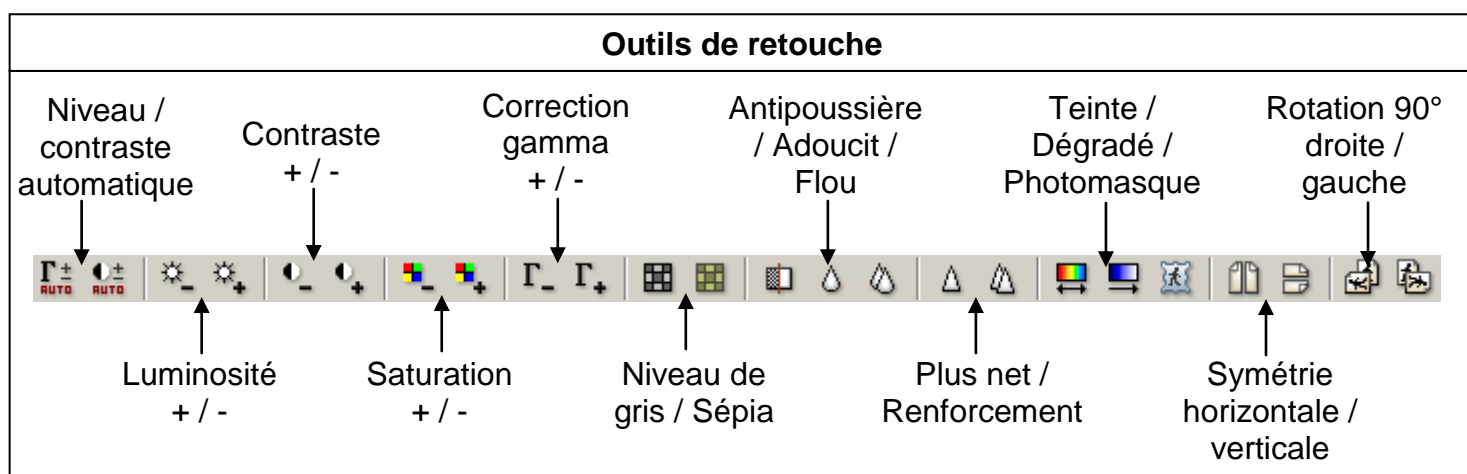 Outils de retouche
Niveau /
contraste
automatique
Contraste
+ / -
Correction
gamma
+ / -
Antipoussière
/ Adoucit /
Flou
Teinte /
Dégradé /
Photomasque
Rotation 90°
droite /
gauche
Γ ± AUTO ± AUTO - + - + - + Γ - Γ +
Luminosité
+ / -
Saturation
+ / -
Niveau de
gris / Sépia
Plus net /
Renforcement
Symétrie
horizontale /
verticale